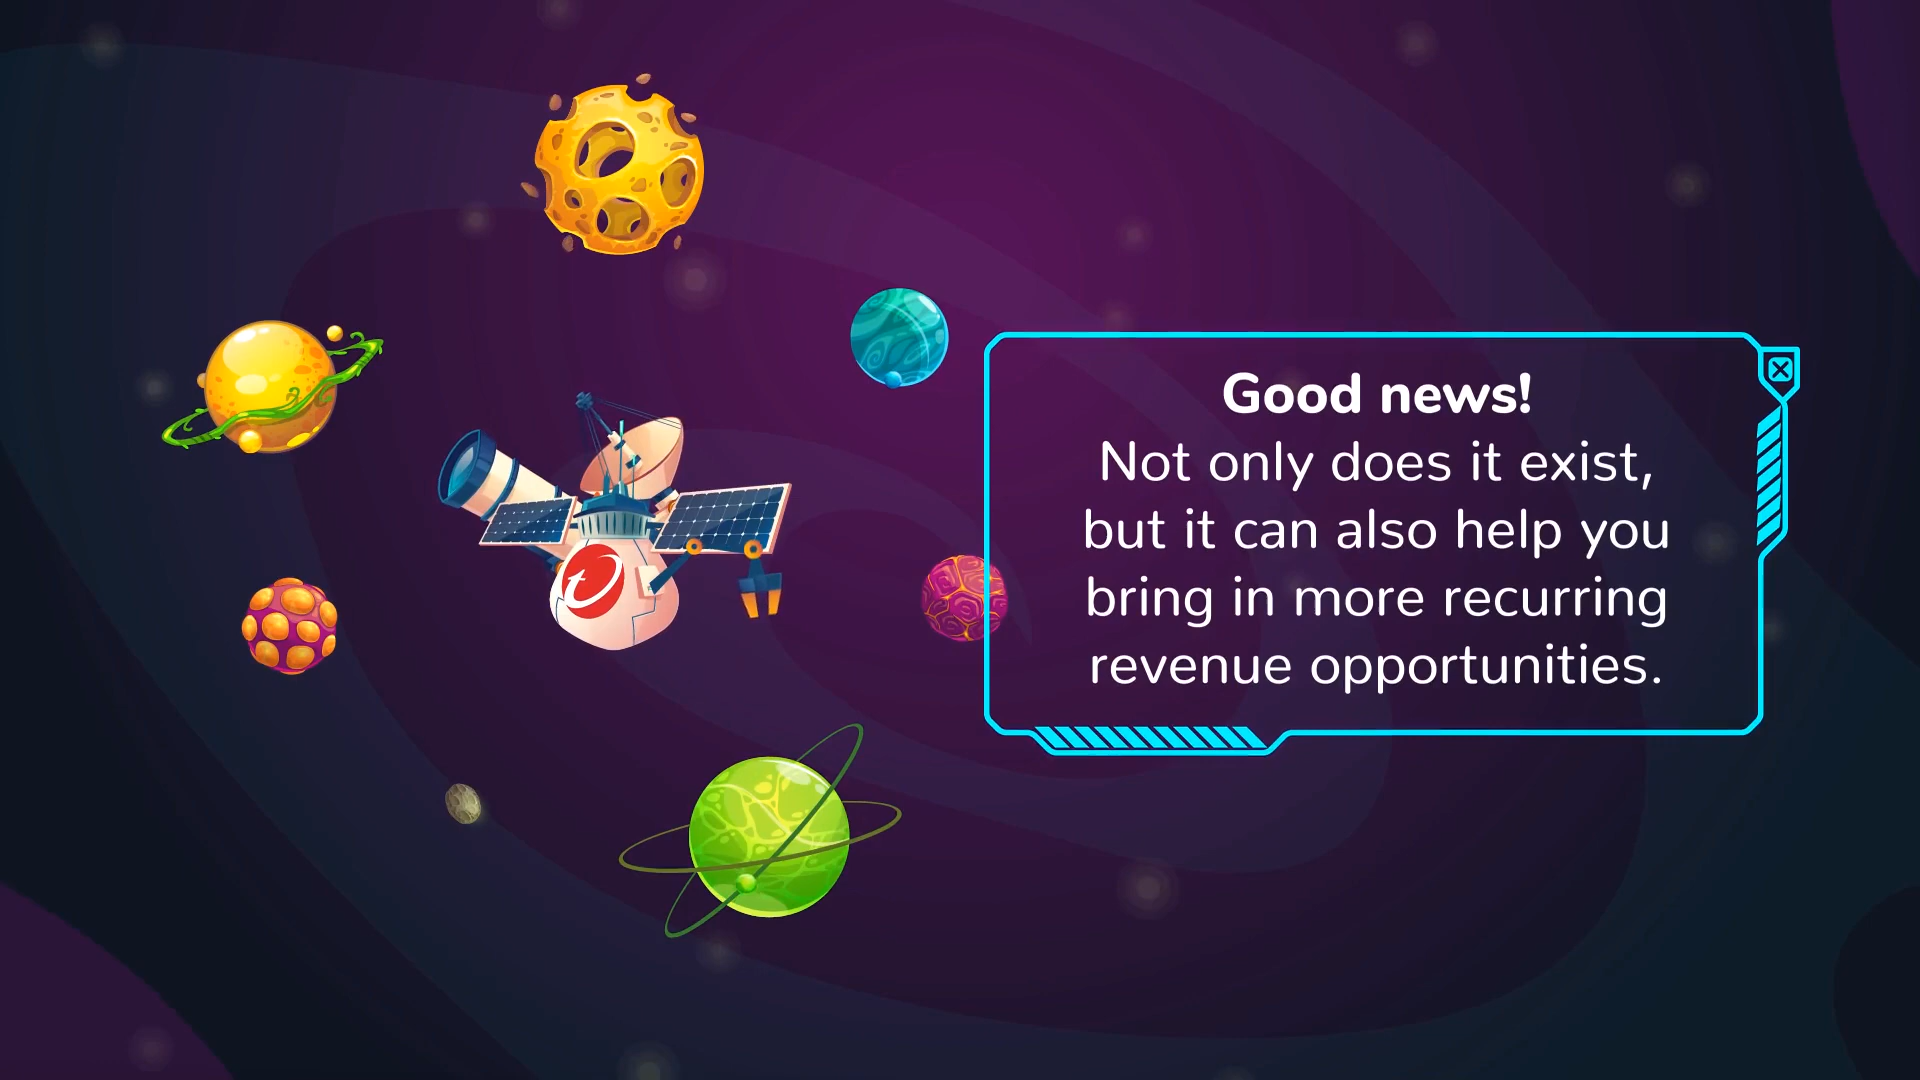 Good news!
Not only does it exist,
but it can also help you
bring in more recurring
revenue opportunities.